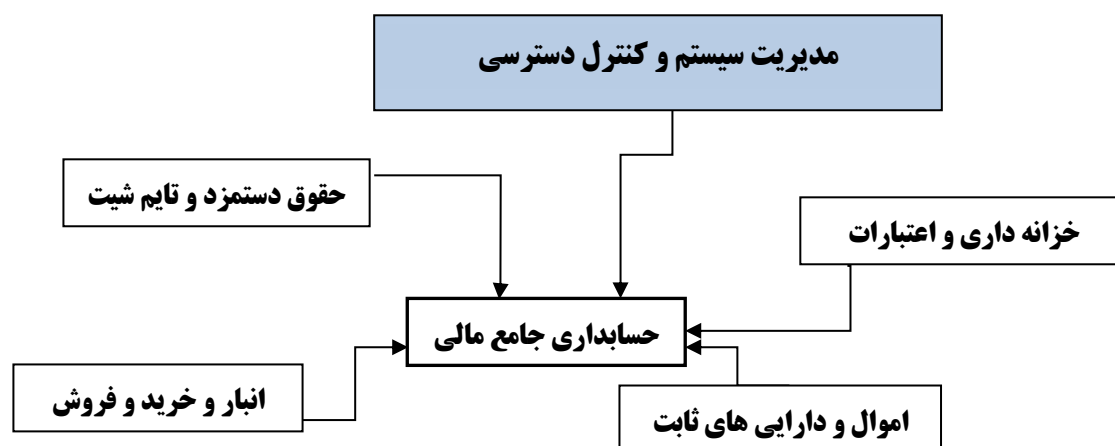 مدیریت سیستم و کنترل دسترسی
حقوق دستمزد و تایم شیت
خزانه داری و اعتبارات
حسابداری جامع مالی
انبار و خرید و فروش
اموال و دارایی های ثابت